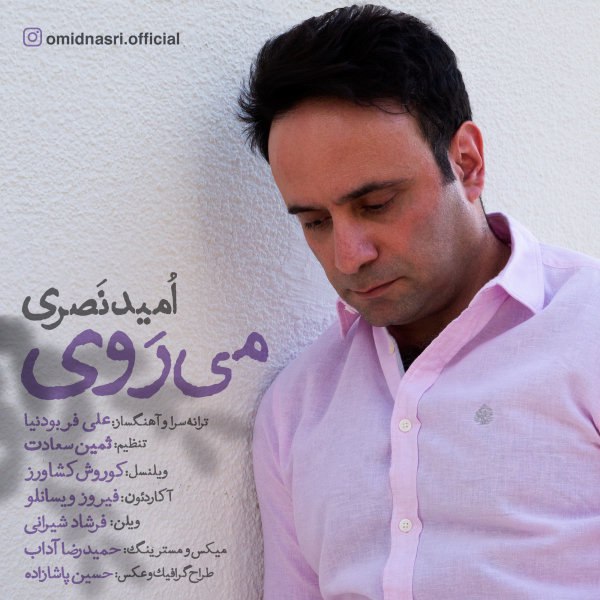 omidnasri.official
اُمید نَصری
می‌رَوی
ترانه سرا و آهنگساز: علی فربودنیا
تنظیم: ثمین سعادت
ویلنسل: کوروش کشاورز
آکاردئون: فیروز ویسانلو
ویلن: فرشاد شیرانی
میکس و مسترینگ: حمیدرضا آداب
طراح گرافیک و عکس: حسین پاشازاده